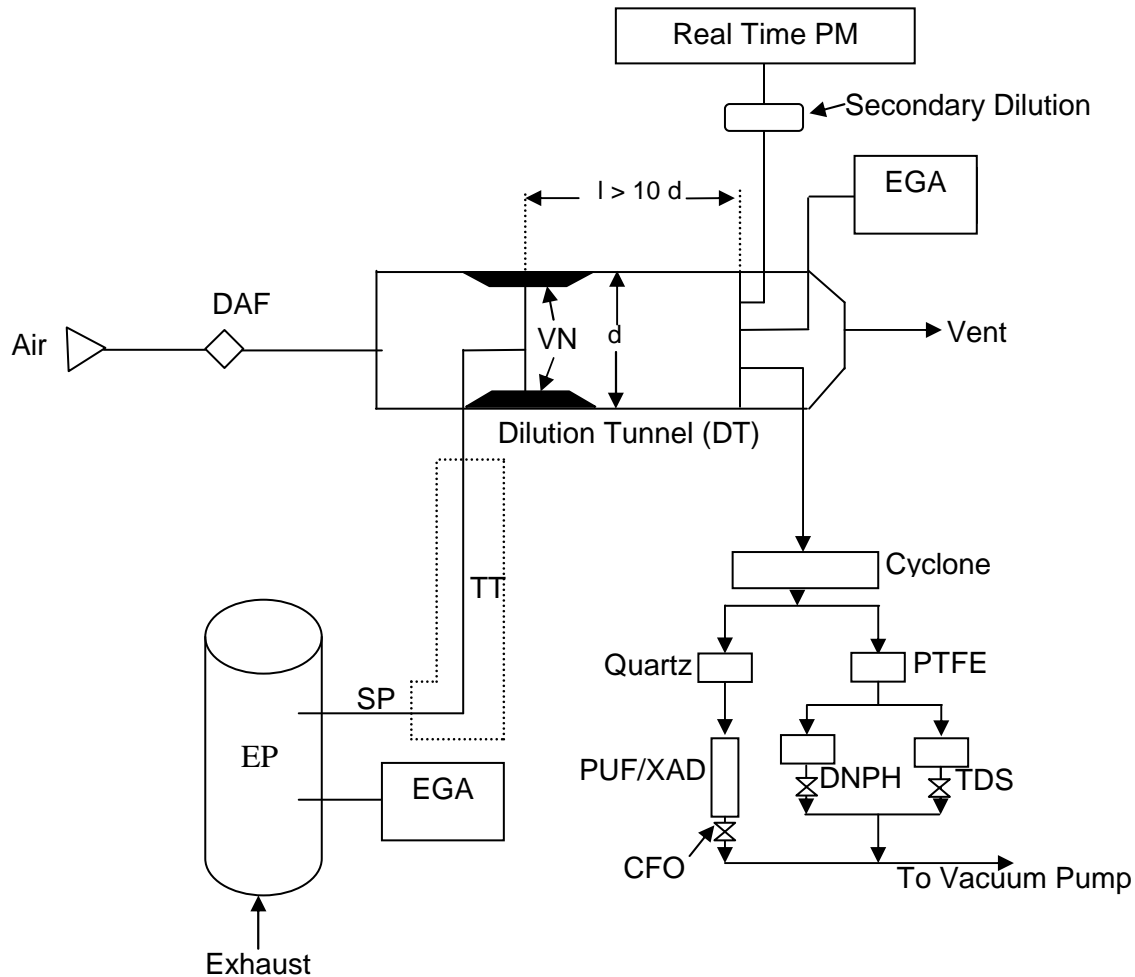 Real Time PM
Secondary Dilution
EGA
l > 10 d
DAF
Air
VN
d
Vent
Dilution Tunnel (DT)
TT
Cyclone
Quartz
PTFE
SP
EP
EGA
PUF/XAD
DNPH
TDS
CFO
To Vacuum Pump
Exhaust